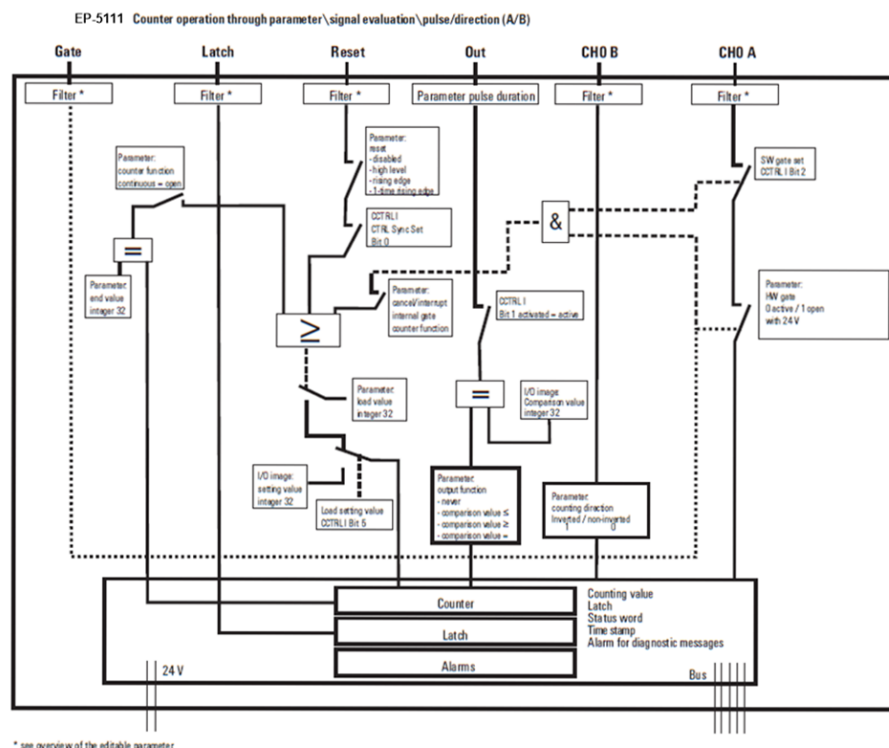 EP-5111 Counter operation through parameter\signal evaluation\pulse/direction (A/B)
Gate
Latch
Reset
Out
CH0 B
CH0 A
Filter *
Filter *
Filter *
Parameter pulse duration
Filter *
Filter *
Parameter:
counter function
continuous = open
Parameter:
reset
- disabled
- high level
- rising edge
- 1-time rising edge
SW gate set
CCTRL I Bit 2
CCTRL I
CTRL Sync Set
Bit 0
&
=
Parameter:
end value
integer 32
Parameter:
cancel/interrupt
internal gate
counter function
CCTRL I
Bit 1 activated = active
Parameter:
HW gate
0 active / 1 open
with 24 V
≥
Parameter:
load value
integer 32
=
I/O image:
Comparison value
integer 32
I/O image:
setting value
integer 32
Load setting value
CCTRL I Bit 5
Parameter:
output function
- never
- comparison value ≤
- comparison value ≥
- comparison value =
Parameter:
counting direction
Inverted / non-inverted
1 0
Counter
Latch
Alarms
Counting value
Latch
Status word
Time stamp
Alarm for diagnostic messages
24 V
Bus
* see overview of the editable parameter